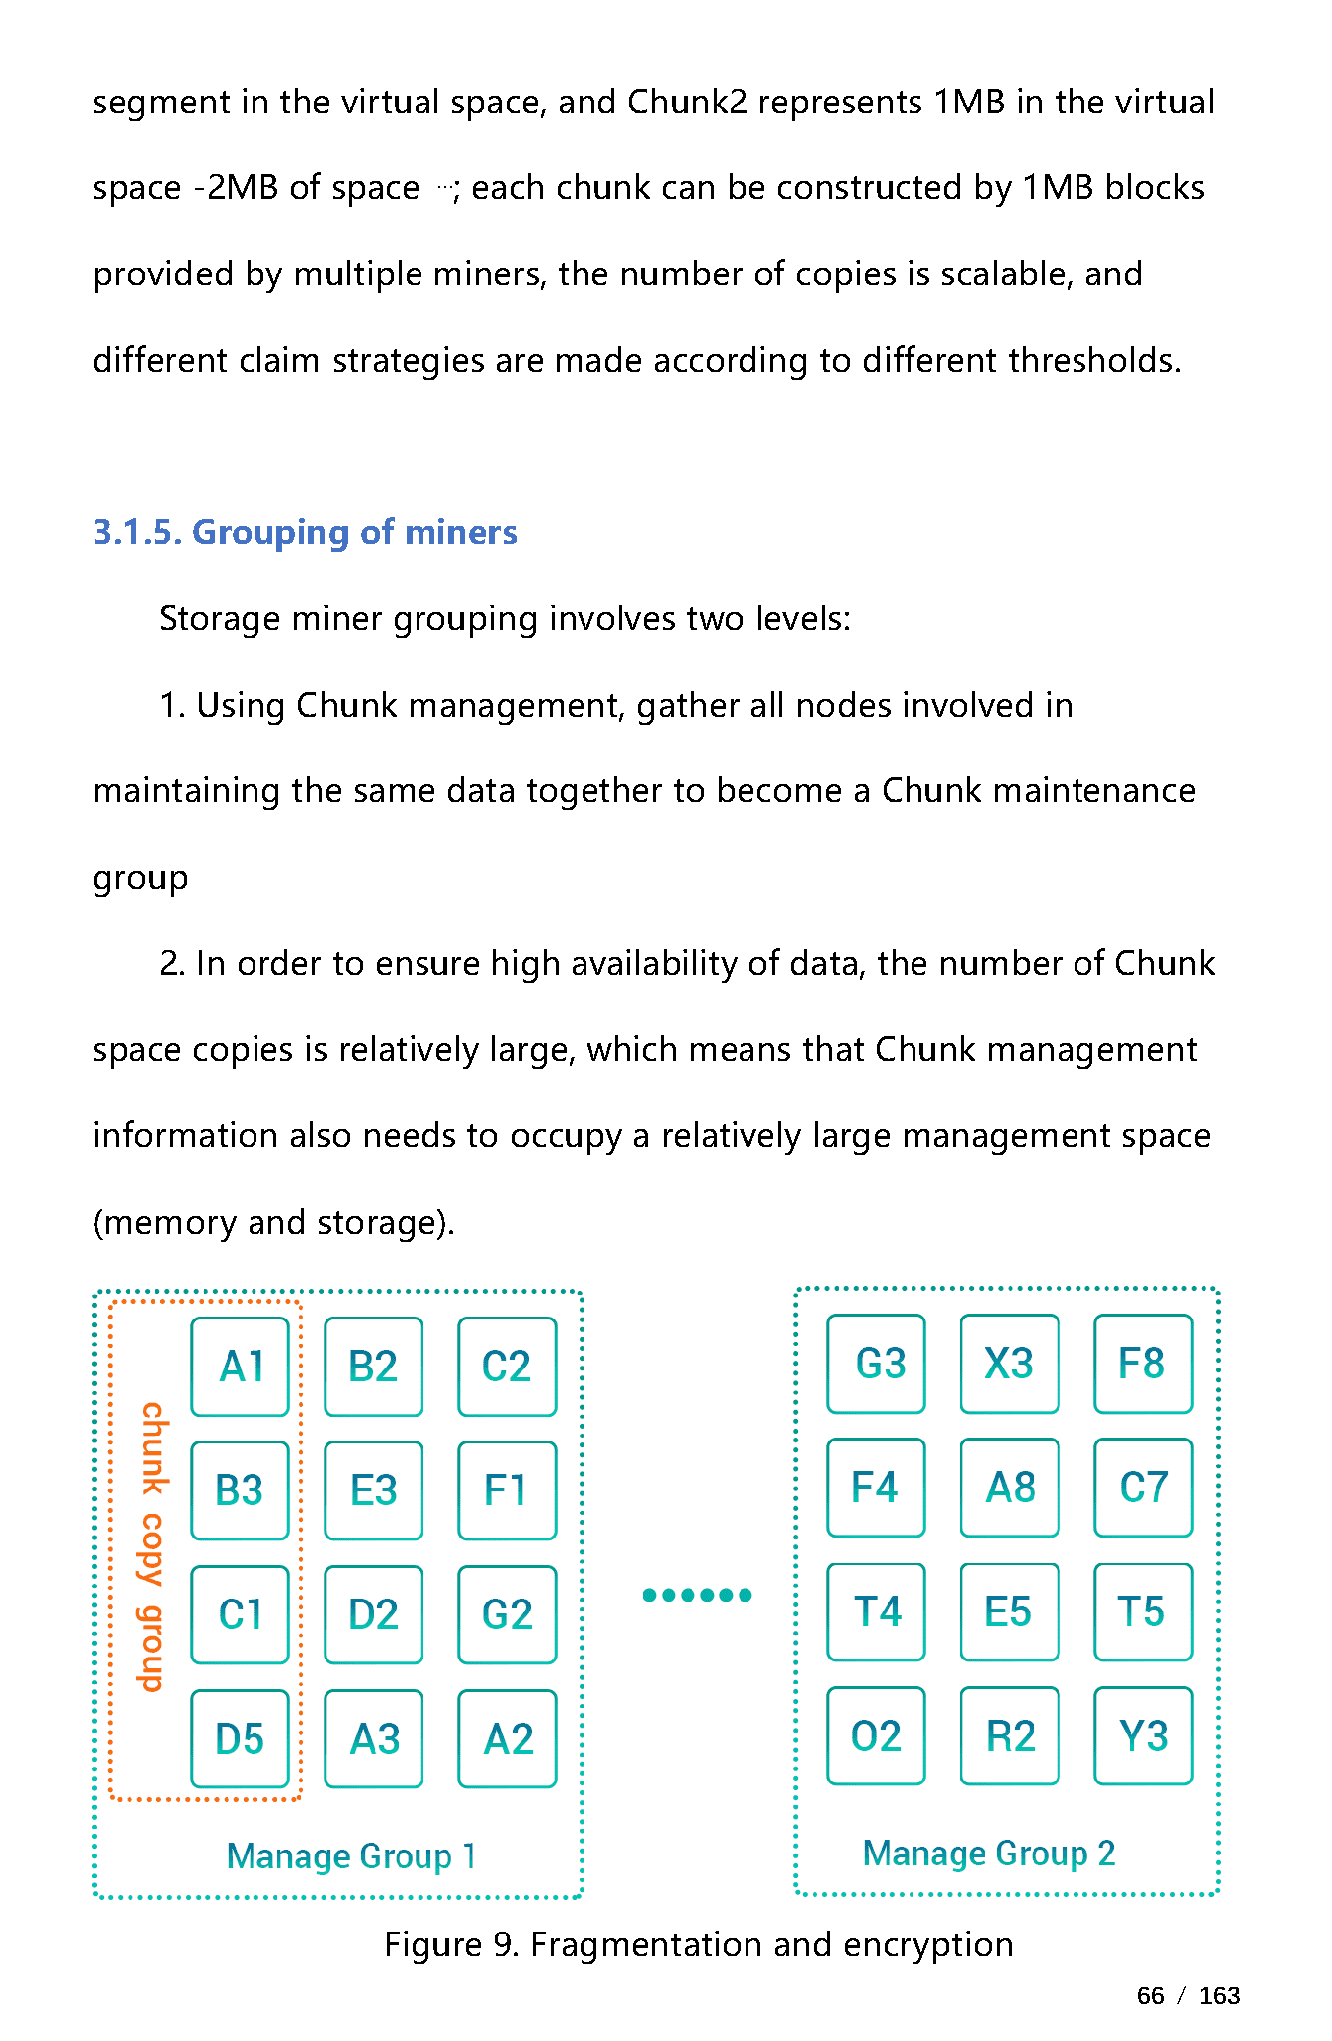 segment in the virtual space, and Chunk2 represents 1MB in the virtual
space -2MB of space ···; each chunk can be constructed by 1MB blocks
provided by multiple miners, the number of copies is scalable, and
different claim strategies are made according to different thresholds.
3.1.5. Grouping of miners
Storage miner grouping involves two levels:
1. Using Chunk management, gather all nodes involved in
maintaining the same data together to become a Chunk maintenance
group
2. In order to ensure high availability of data, the number of Chunk
space copies is relatively large, which means that Chunk management
information also needs to occupy a relatively large management space
(memory and storage).
chunk copy group
A1 B2 C2
B3 E3 F1
C1 D2 G2
D5 A3 A2
Manage Group 1
••••••
G3 X3 F8
F4 A8 C7
T4 E5 T5
O2 R2 Y3
Manage Group 2
Figure 9. Fragmentation and encryption
66 / 163